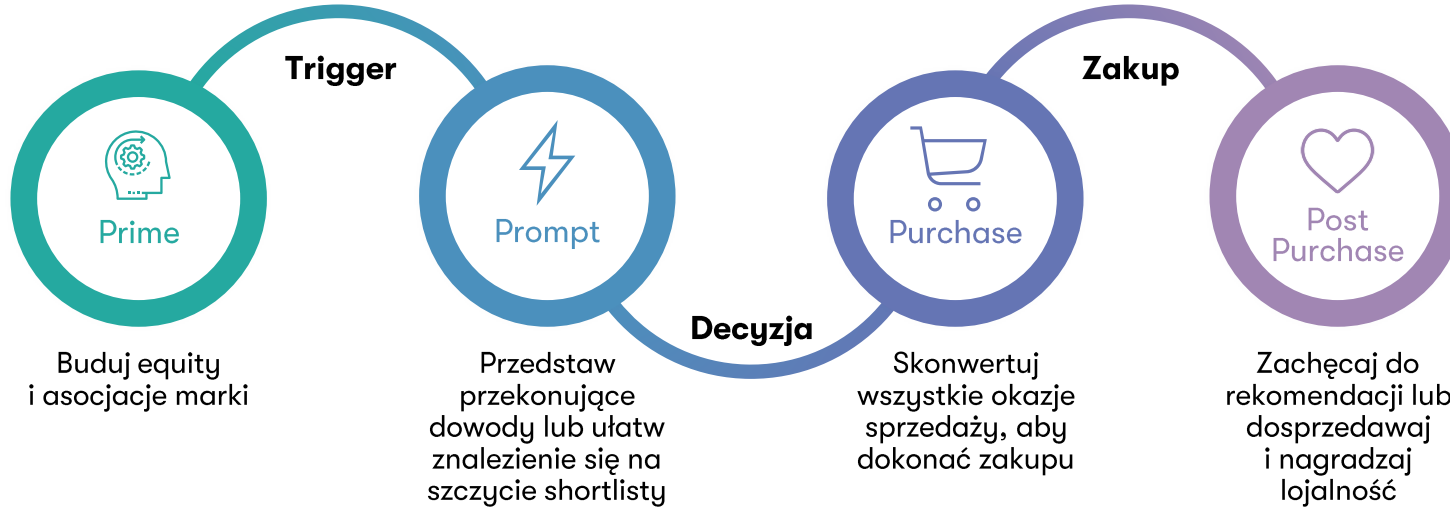 Trigger
Zakup
Prime
Prompt
Purchase
Post
Purchase
Decyzja
Buduj equity
i asocjacje marki
Przedstaw
przekonujące
dowody lub ułatw
znalezienie się na
szczycie shortlisty
Skonwertuj
wszystkie okazje
sprzedaży, aby
dokonać zakupu
Zachęcaj do
rekomendacji lub
dosprzedawaj
i nagradzaj
lojalność